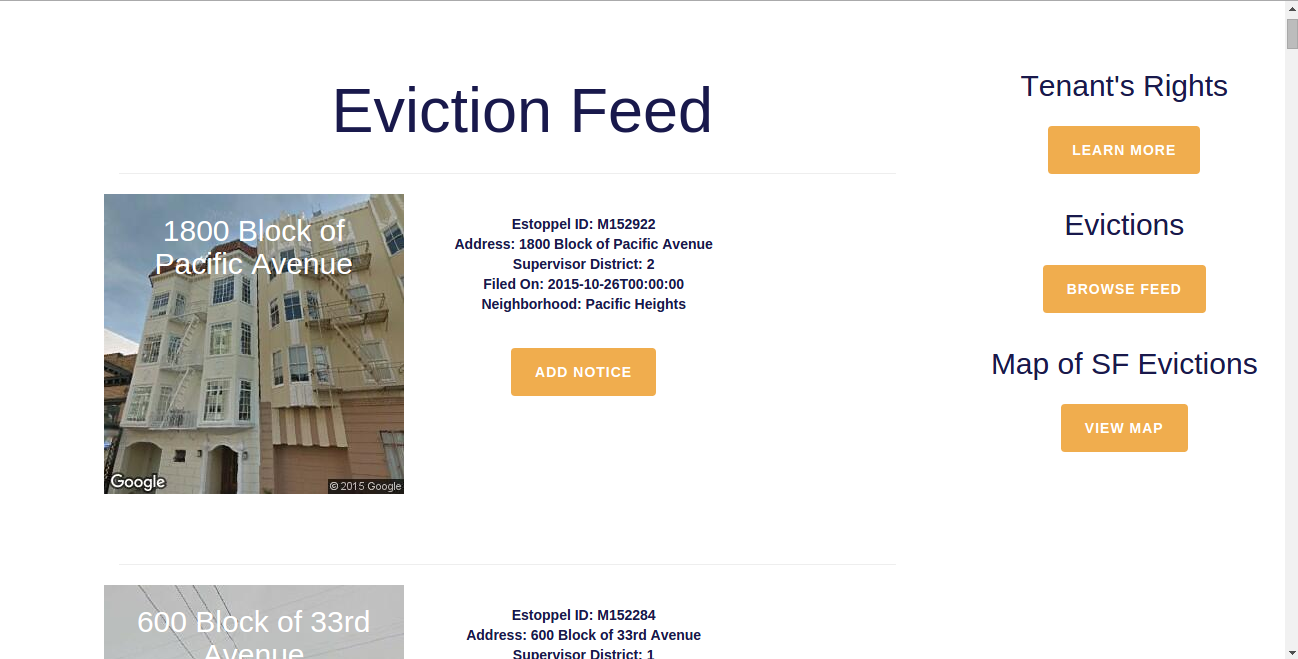 Eviction Feed
1800 Block of
Pacific Avenue
Google
© 2015 Google
Estoppel ID: M152922
Address: 1800 Block of Pacific Avenue
Supervisor District: 2
Filed On: 2015-10-26T00:00:00
Neighborhood: Pacific Heights
ADD NOTICE
600 Block of 33rd
Avenue
Estoppel ID: M152284
Address: 600 Block of 33rd Avenue
Supervisor District: 1
Tenant's Rights
LEARN MORE
Evictions
BROWSE FEED
Map of SF Evictions
VIEW MAP